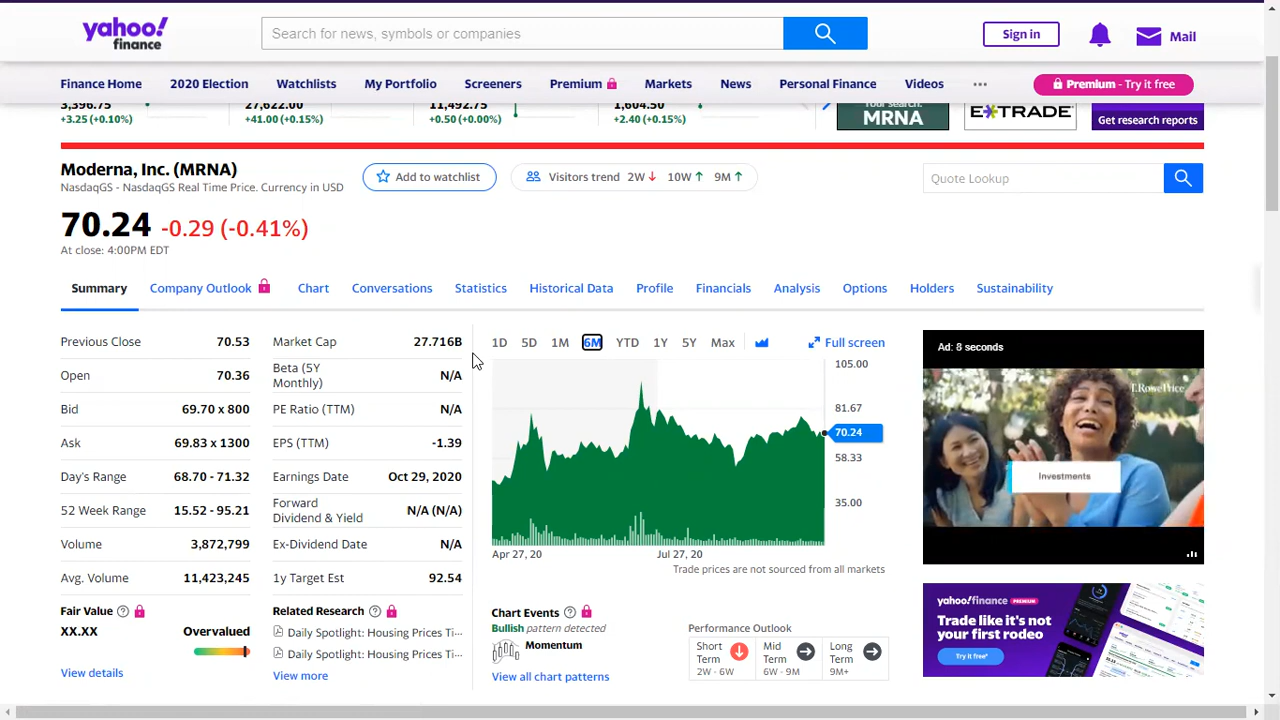 yahoo!
finance
Search for news, symbols or companies
Sign in
Mail
Finance Home 2020 Election Watchlists My Portfolio Screeners Premium Markets News Personal Finance Videos ••• Premium - Try it free
3,396.75 27,622.00 11,492.75 1,604.50
+3.25 (+0.10%) +41.00 (+0.15%) +0.50 (+0.00%) +2.40 (+0.15%)
Your search:
MRNA
E*TRADE
Get research reports
Moderna, Inc. (MRNA)
NasdaqGS - NasdaqGS Real Time Price. Currency in USD
Add to watchlist
Visitors trend 2W↓ 10W↑ 9M↑
Quote Lookup
70.24 -0.29 (-0.41%)
At close: 4:00PM EDT
Summary Company Outlook Chart Conversations Statistics Historical Data Profile Financials Analysis Options Holders Sustainability
Previous Close 70.53
Open 70.36
Bid 69.70 x 800
Ask 69.83 x 1300
Day's Range 68.70 - 71.32
52 Week Range 15.52 - 95.21
Volume 3,872,799
Avg. Volume 11,423,245
Fair Value ?
XX.XX Overvalued
View details
Market Cap 27.716B
Beta (5Y
Monthly) N/A
PE Ratio (TTM) N/A
EPS (TTM) -1.39
Earnings Date Oct 29, 2020
Forward
Dividend & Yield N/A (N/A)
Ex-Dividend Date N/A
1y Target Est 92.54
Related Research ?
Daily Spotlight: Housing Prices Ti...
Daily Spotlight: Housing Prices Ti...
View more
1D 5D 1M 6M YTD 1Y 5Y Max Full screen
105.00
81.67
70.24
58.33
35.00
Apr 27, 20 Jul 27, 20
Trade prices are not sourced from all markets
Chart Events ?
Bullish pattern detected
Momentum
View all chart patterns
Performance Outlook
Short
Term
2W - 6W
Mid
Term
6W - 9M
Long
Term
9M+
Ad: 8 seconds
T.RowePrice
Investments
yahoo!finance PREMIUM
Trade like it's not
your first rodeo
Try it free*